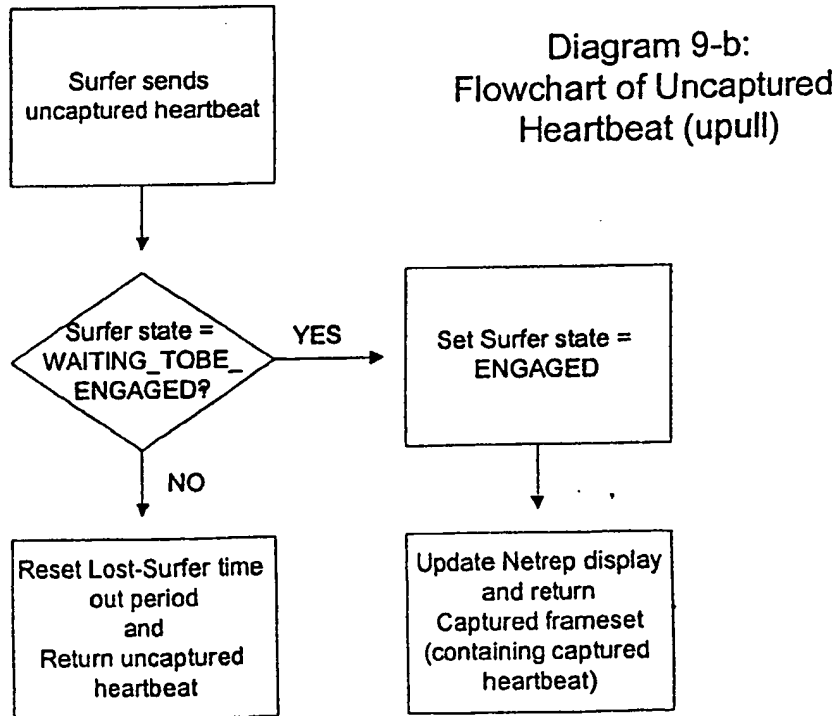 Diagram 9-b:
Flowchart of Uncaptured
Heartbeat (upull)
Surfer sends
uncaptured heartbeat
Surfer state =
WAITING_TOBE_
ENGAGED?
YES
Set Surfer state =
ENGAGED
NO
Reset Lost-Surfer time
out period
and
Return uncaptured
heartbeat
Update Netrep display
and return
Captured frameset
(containing captured
heartbeat)